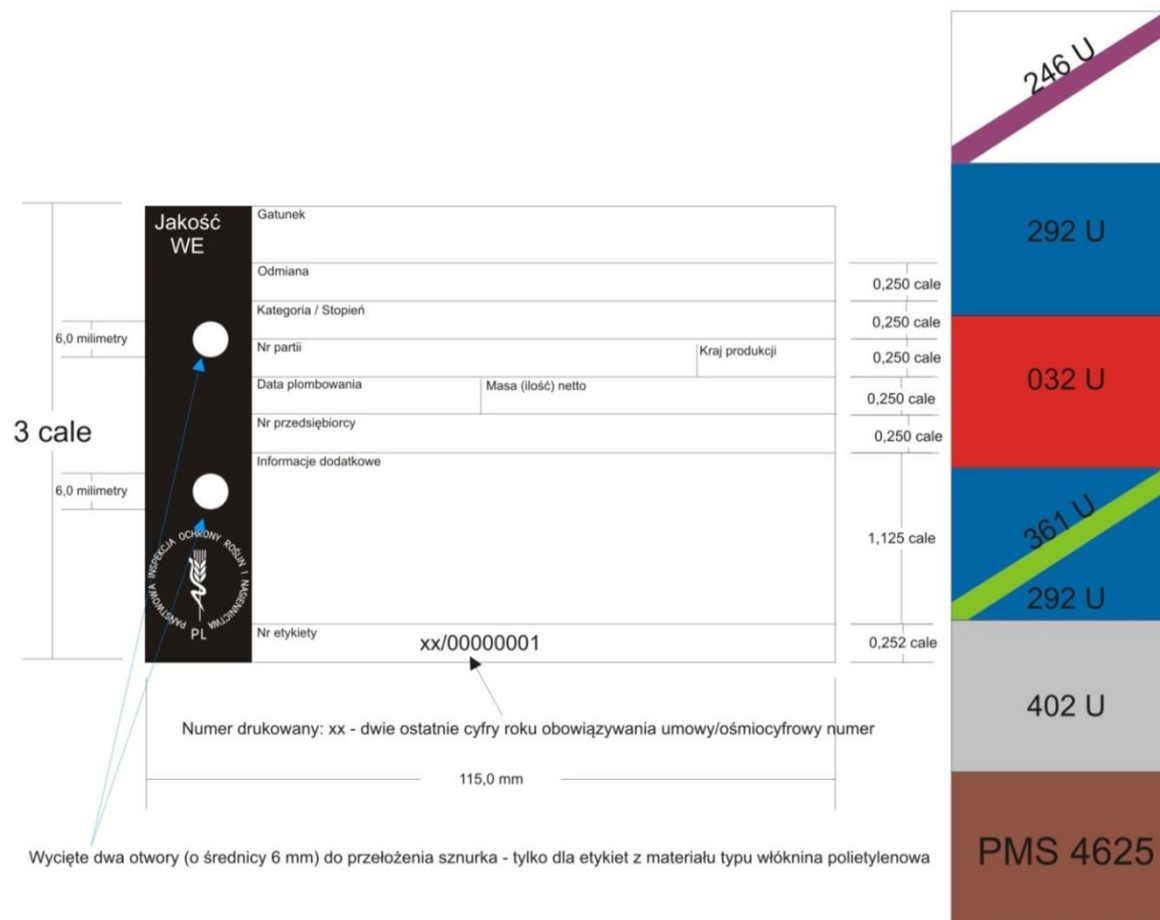 246 U
292 U
032 U
361 U
292 U
402 U
PMS 4625
Jakość
WE
Gatunek
Odmiana
0,250 cale
Kategoria / Stopień
0,250 cale
6,0 milimetry
Nr partii
Kraj produkcji
0,250 cale
Data plombowania
Masa (ilość) netto
0,250 cale
3 cale
Nr przedsiębiorcy
0,250 cale
Informacje dodatkowe
6,0 milimetry
1,125 cale
PAŃSTWOWA INSPEKCJA OCHRONY ROŚLIN I NASIENNICTWA
PL
Nr etykiety
xx/00000001
0,252 cale
Numer drukowany: xx - dwie ostatnie cyfry roku obowiązywania umowy/ośmiocyfrowy numer
115,0 mm
Wycięte dwa otwory (o średnicy 6 mm) do przełożenia sznurka - tylko dla etykiet z materiału typu włóknina polietylenowa